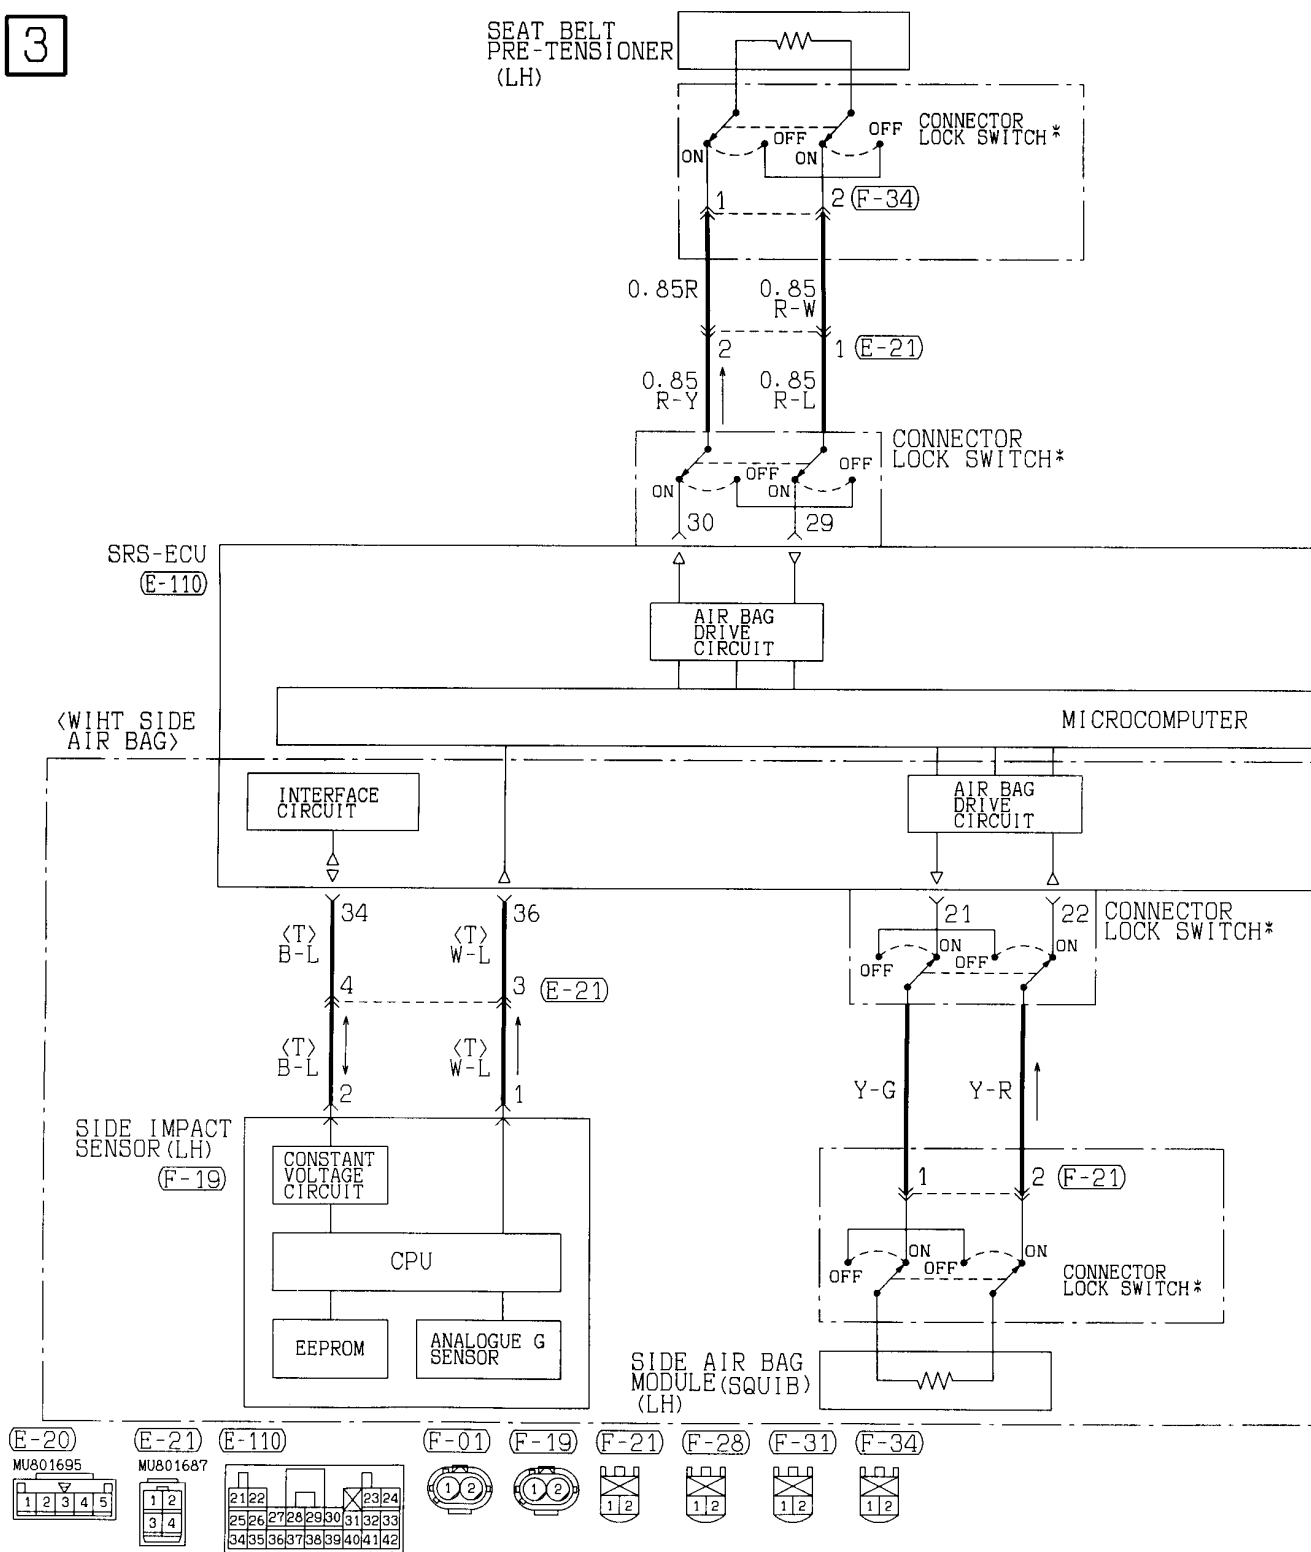 3
SEAT BELT
PRE-TENSIONER
(LH)
CONNECTOR
LOCK SWITCH*
OFF
OFF
ON
ON
1
2
F-34
0.85R
0.85
R-W
2
1
E-21
0.85
R-Y
0.85
R-L
CONNECTOR
LOCK SWITCH*
OFF
OFF
ON
ON
30
29
SRS-ECU
E-110
AIR BAG
DRIVE
CIRCUIT
<WIHT SIDE
AIR BAG>
MICROCOMPUTER
INTERFACE
CIRCUIT
AIR BAG
DRIVE
CIRCUIT
34
36
21
22
CONNECTOR
LOCK SWITCH*
<T>
B-L
<T>
W-L
ON
ON
OFF
OFF
4
3
E-21
<T>
B-L
<T>
W-L
2
1
Y-G
Y-R
SIDE IMPACT
SENSOR(LH)
F-19
CONSTANT
VOLTAGE
CIRCUIT
1
2
F-21
CPU
ON
ON
OFF
OFF
CONNECTOR
LOCK SWITCH*
EEPROM
ANALOGUE G
SENSOR
SIDE AIR BAG
MODULE(SQUIB)
(LH)
E-20
E-21
E-110
F-01
F-19
F-21
F-28
F-31
F-34
MU801695
MU801687
1 2 3 4 5
1 2
3 4
21 22 23 24
25 26 27 28 29 30 31 32 33
34 35 36 37 38 39 40 41 42
1 2
1 2
1 2
1 2
1 2
1 2